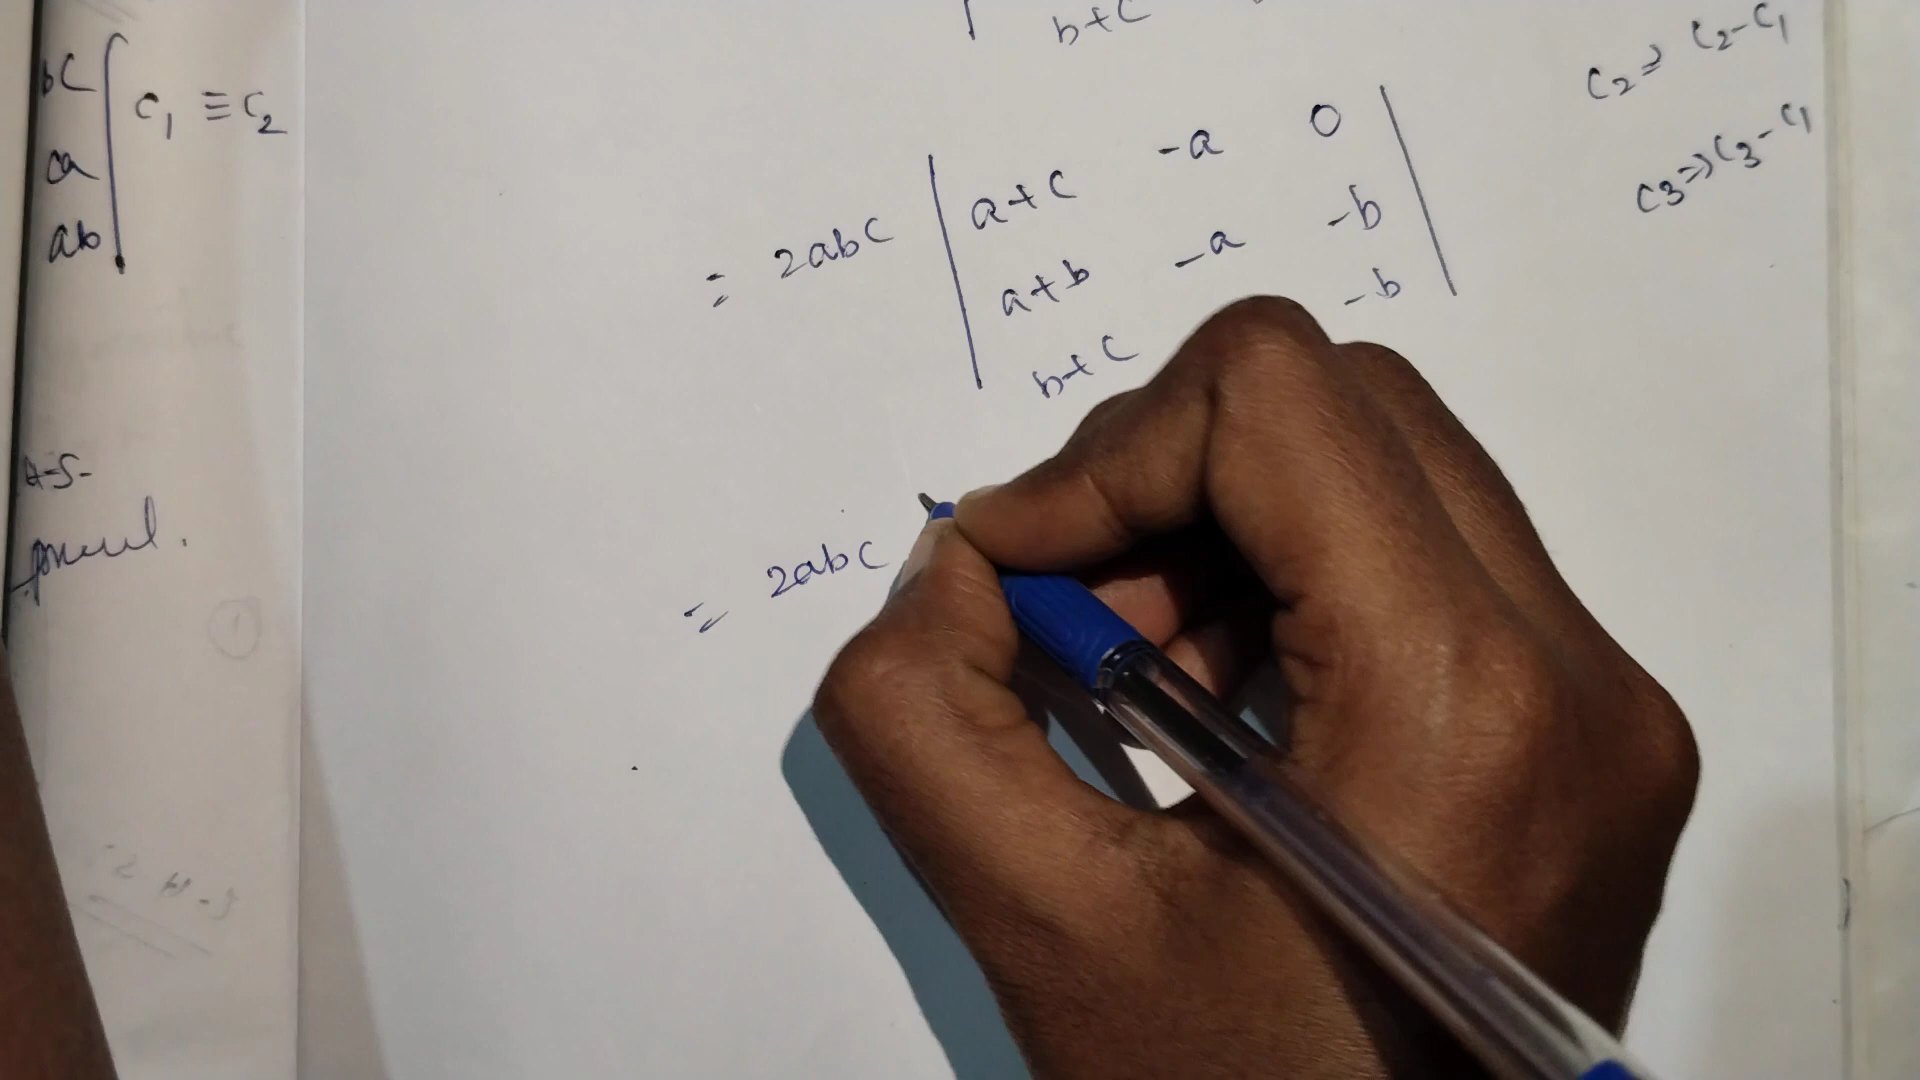 b+c
C2 ⇒ C2-C1
C3 ⇒ C3-C1
bc
ca
ab
C1 ≡ C2
= 2abc | a+c -a 0 |
a+b -a -b
b+c -b
= 2abc